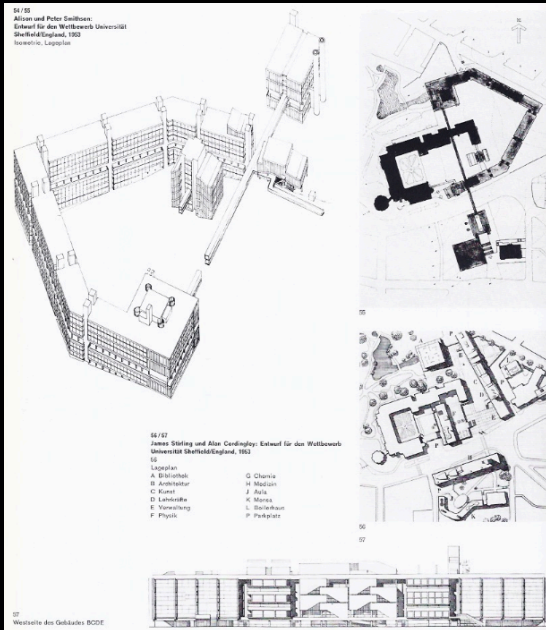 54 / 55
Alison und Peter Smithson:
Entwurf für den Wettbewerb Universität
Sheffield/England, 1953
Isometrie, Lageplan
55
56 / 57
James Stirling und Alan Cordingley: Entwurf für den Wettbewerb
Universität Sheffield/England, 1953
56
Lageplan
A Bibliothek
B Architektur
C Kunst
D Lehrkräfte
E Verwaltung
F Physik
G Chemie
H Medizin
J Aula
K Mensa
L Boilerhaus
P Parkplatz
56
57
57
Westseite des Gebäudes BCDE